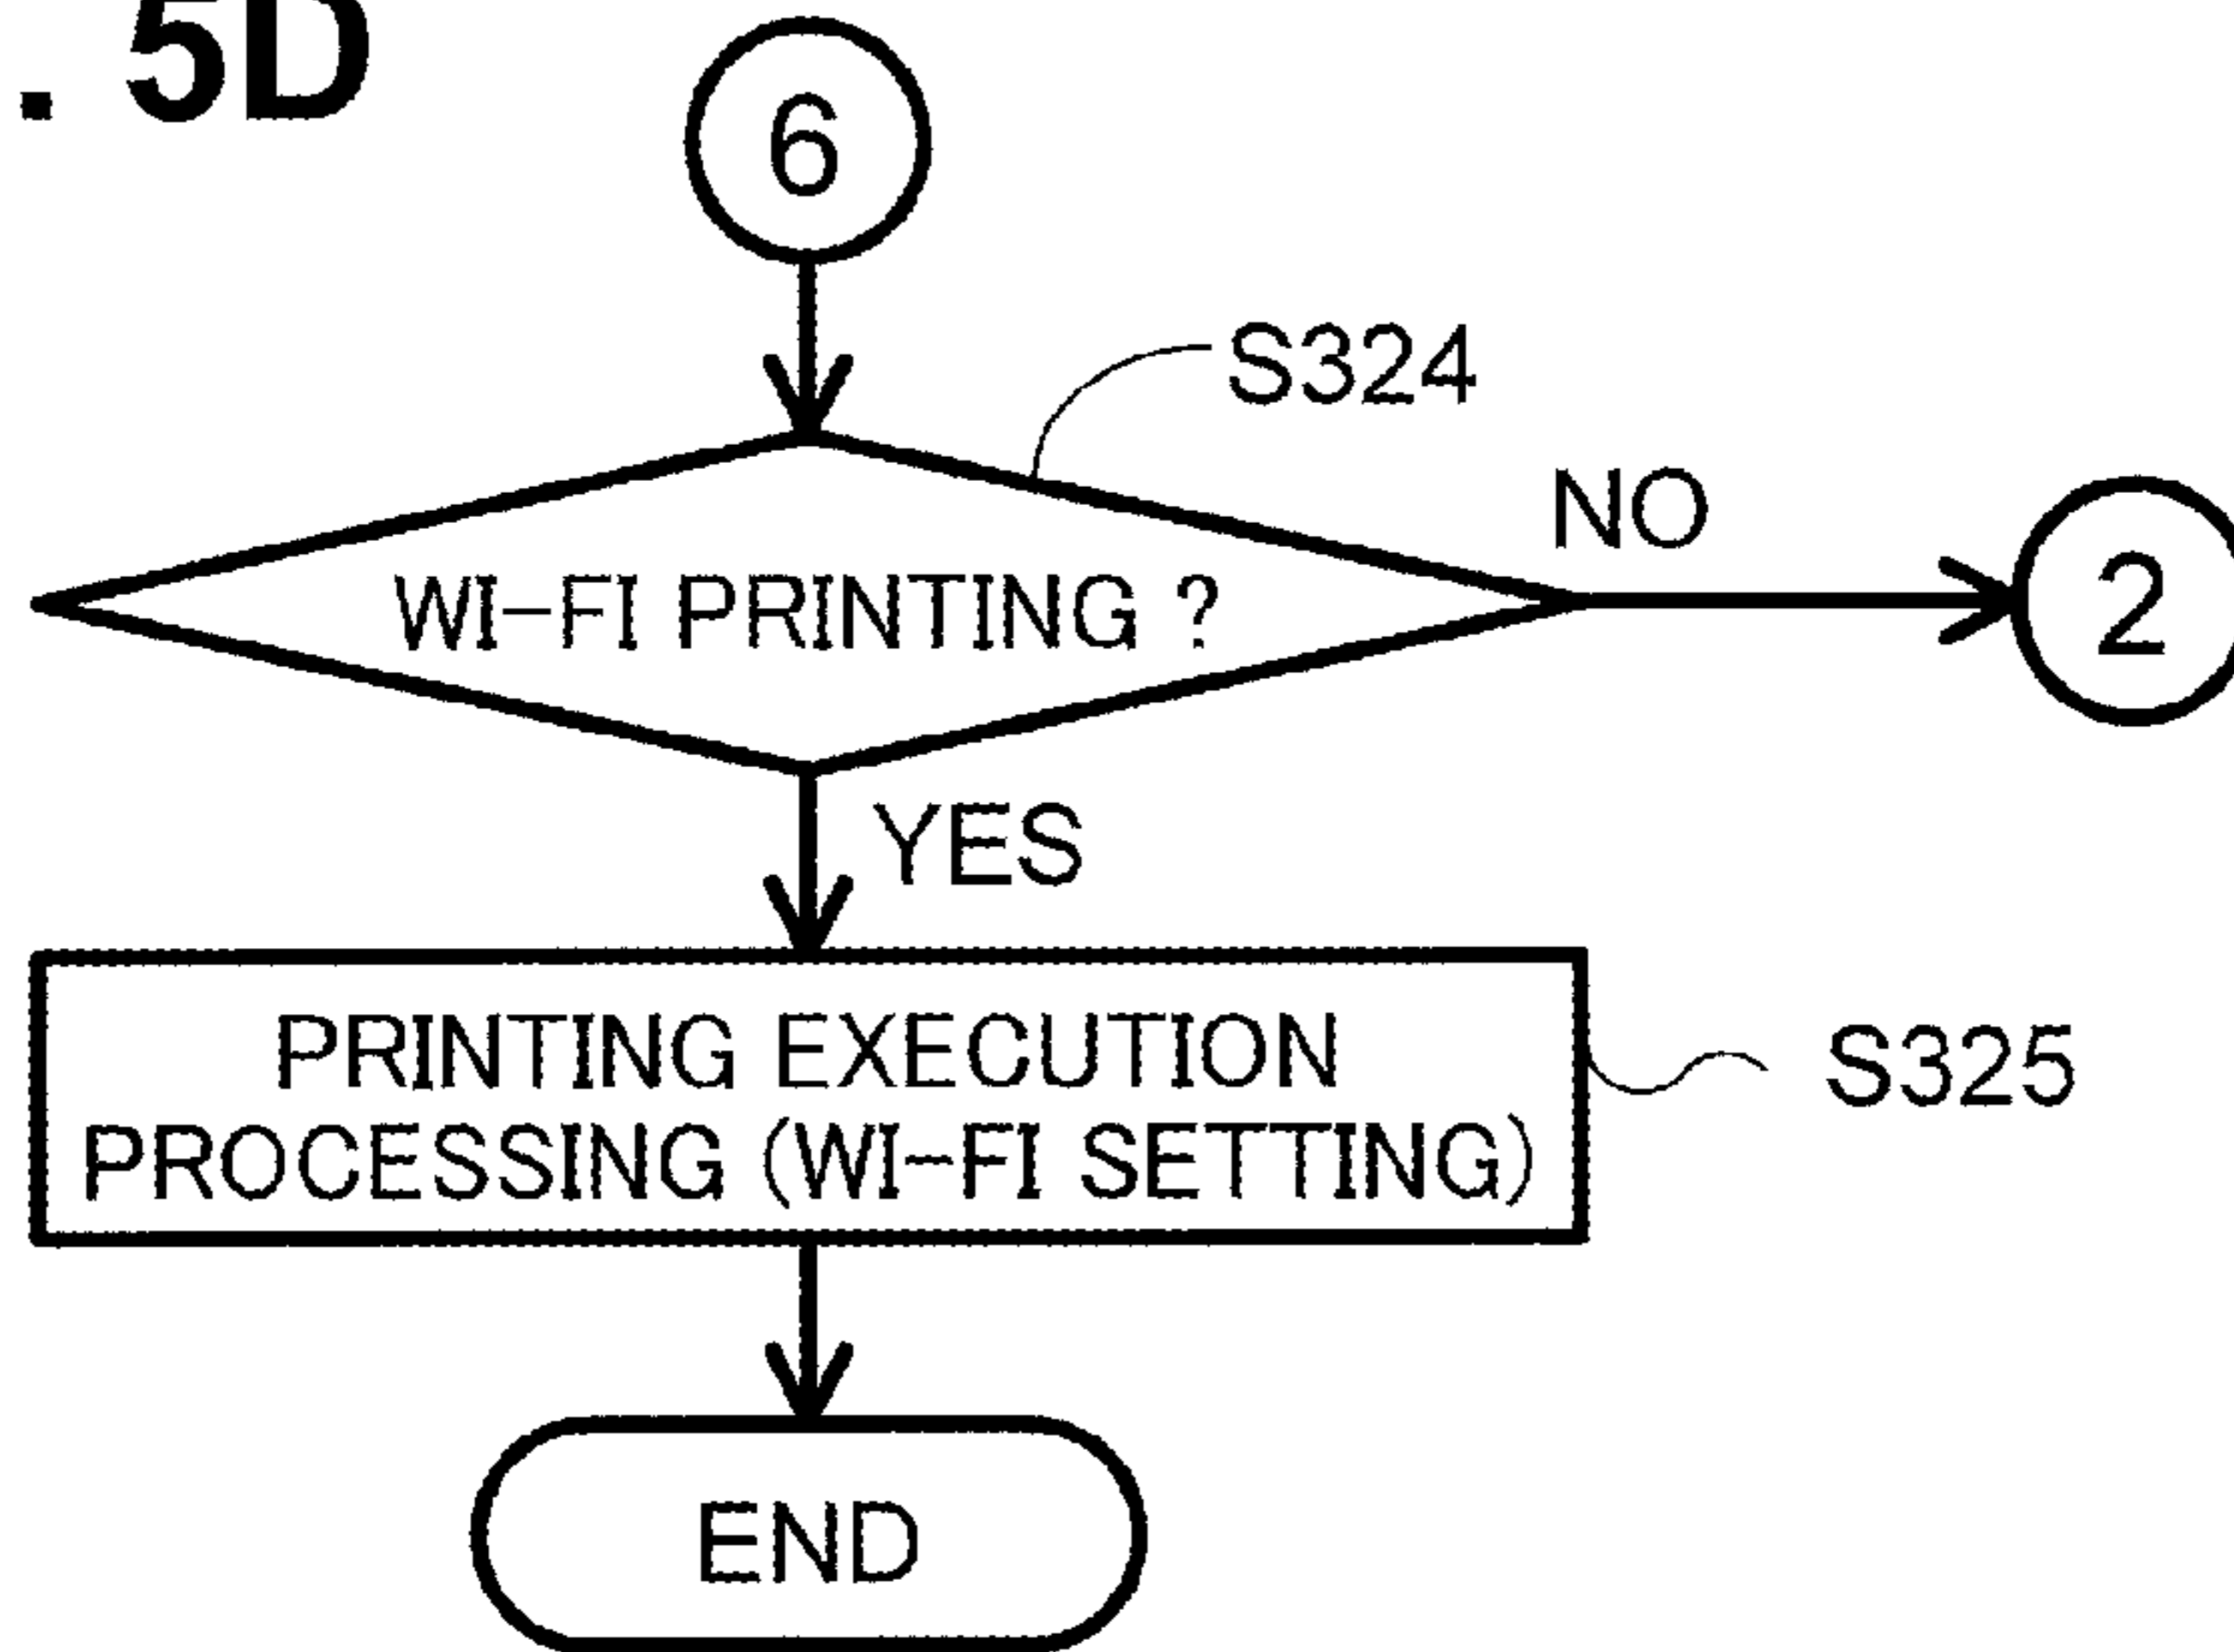 . 5D
6
S324
NO
WI-FI PRINTING ?
2
YES
PRINTING EXECUTION
PROCESSING (WI-FI SETTING)
S325
END